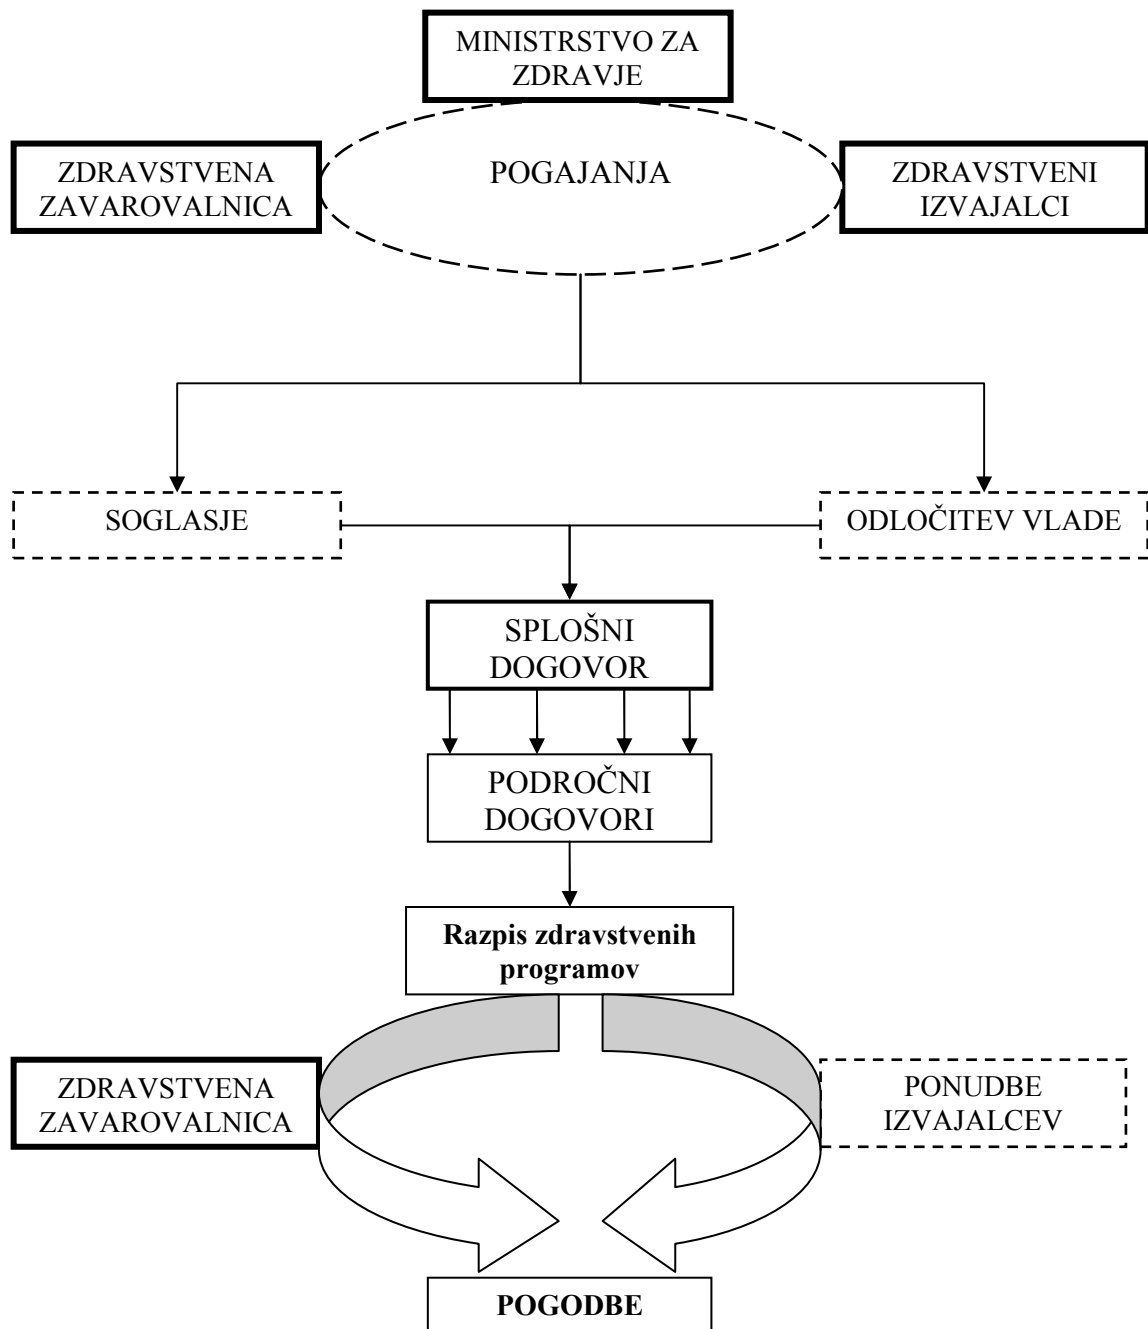 MINISTRSTVO ZA
ZDRAVJE
ZDRAVSTVENA
ZAVAROVALNICA
POGAJANJA
ZDRAVSTVENI
IZVAJALCI
SOGLASJE
ODLOČITEV VLADE
SPLOŠNI
DOGOVOR
PODROČNI
DOGOVORI
Razpis zdravstvenih
programov
ZDRAVSTVENA
ZAVAROVALNICA
PONUDBE
IZVAJALCEV
POGODBE